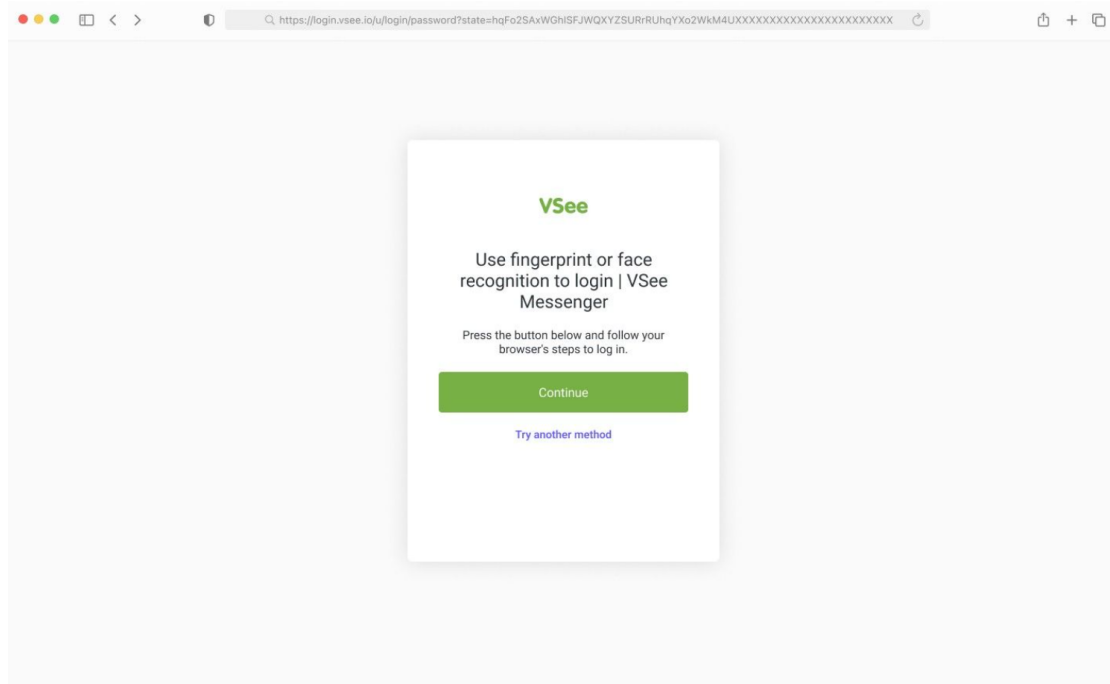 https://login.vsee.io/u/login/password?state=hqFo2SAxWGhlSFJWQXYZSURrRUhqYXo2WkM4UXXXXXXXXXXXXXXXXXXXXXXXX
VSee
Use fingerprint or face
recognition to login | VSee
Messenger
Press the button below and follow your
browser's steps to log in.
Continue
Try another method